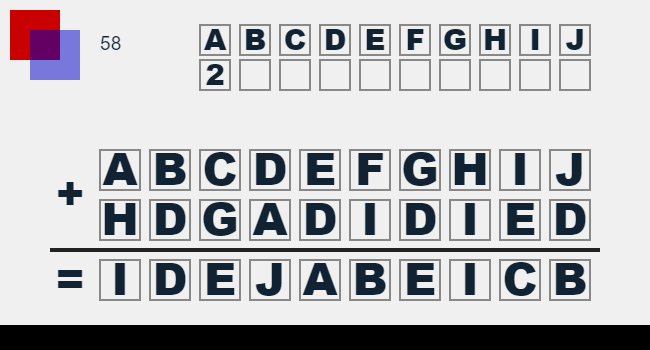 58
A B C D E F G H I J
2
+ A B C D E F G H I J
H D G A D I D I E D
= I D E J A B E I C B